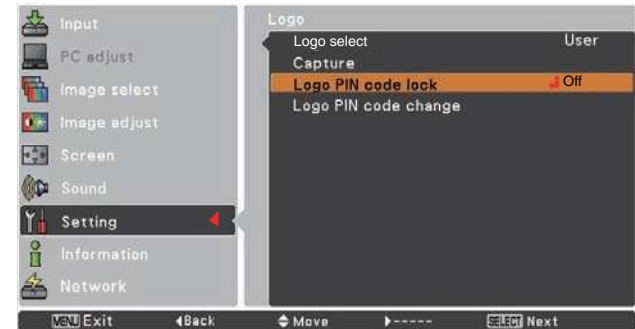 Input
PC adjust
Image select
Image adjust
Screen
Sound
Setting
Information
Network
Logo
Logo select User
Capture
Logo PIN code lock Off
Logo PIN code change
MENU Exit Back Move ----- SELECT Next